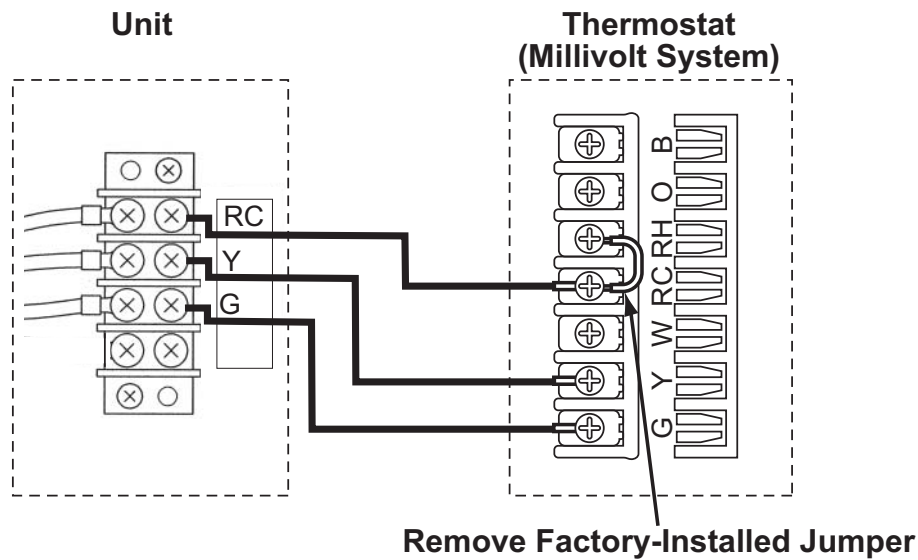 Unit
Thermostat
(Millivolt System)
RC
Y
G
B
O
RH
RC
W
Y
G
Remove Factory-Installed Jumper